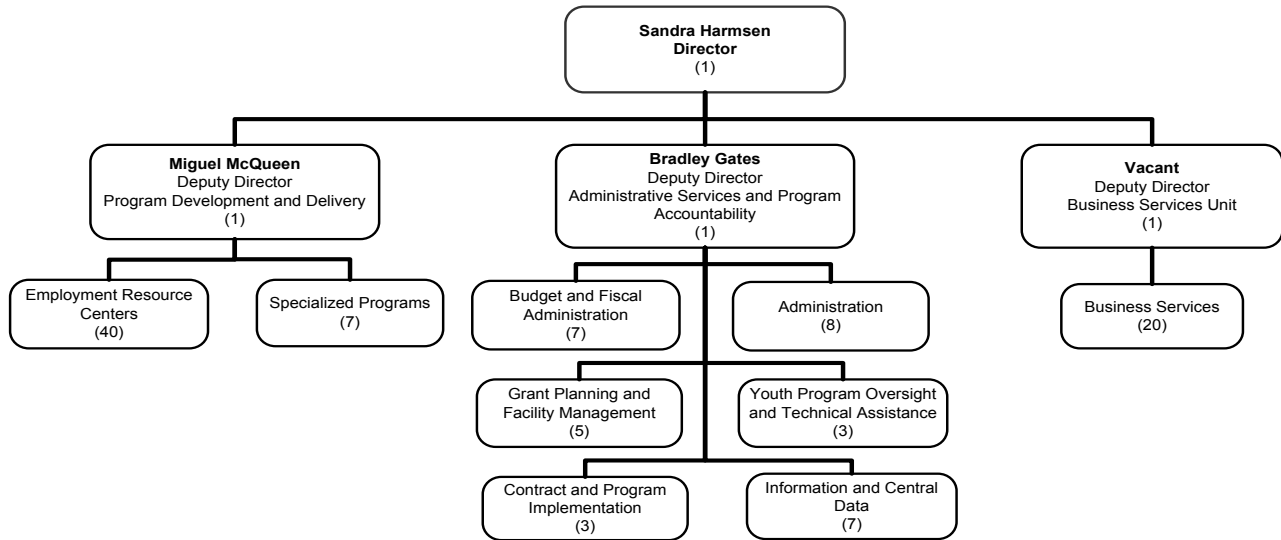 Sandra Harmsen
Director
(1)
Miguel McQueen
Deputy Director
Program Development and Delivery
(1)
Bradley Gates
Deputy Director
Administrative Services and Program
Accountability
(1)
Vacant
Deputy Director
Business Services Unit
(1)
Employment Resource
Centers
(40)
Specialized Programs
(7)
Budget and Fiscal
Administration
(7)
Administration
(8)
Business Services
(20)
Grant Planning and
Facility Management
(5)
Youth Program Oversight
and Technical Assistance
(3)
Contract and Program
Implementation
(3)
Information and Central
Data
(7)